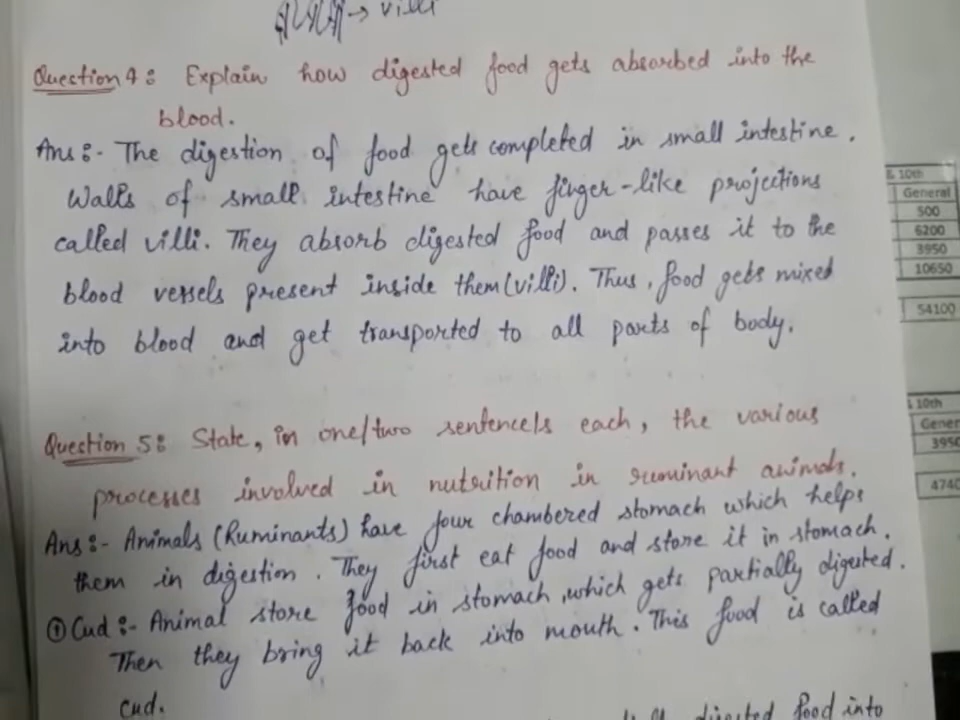 → villi
Question 4: Explain how digested food gets absorbed into the
blood.
Ans:- The digestion of food gets completed in small intestine.
Walls of small intestine have finger-like projections
called villi. They absorb digested food and passes it to the
blood vessels present inside them (villi). Thus, food gets mixed
into blood and get transported to all parts of body.
Question 5: State, in one/two sentence/s each, the various
processes involved in nutrition in ruminant animals.
Ans:- Animals (Ruminants) have four chambered stomach which helps
them in digestion. They first eat food and store it in stomach.
① Cud:- Animal store food in stomach, which gets partially digested.
Then they bring it back into mouth. This food is called
cud.
digested food into
& 10th
General
500
6200
3950
10650
54100
10th
Gener
3950
4740